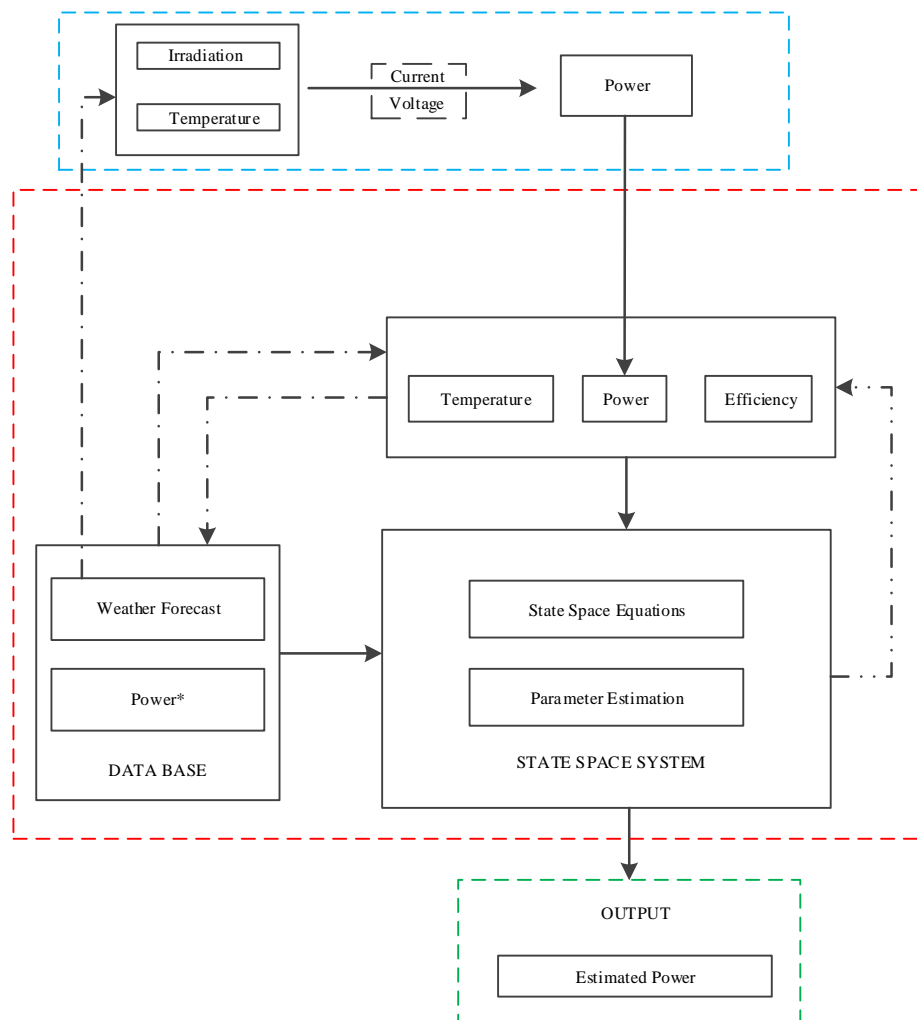 Irradiation
Temperature
Current
Voltage
Power
Temperature
Power
Efficiency
Weather Forecast
Power*
DATA BASE
State Space Equations
Parameter Estimation
STATE SPACE SYSTEM
OUTPUT
Estimated Power